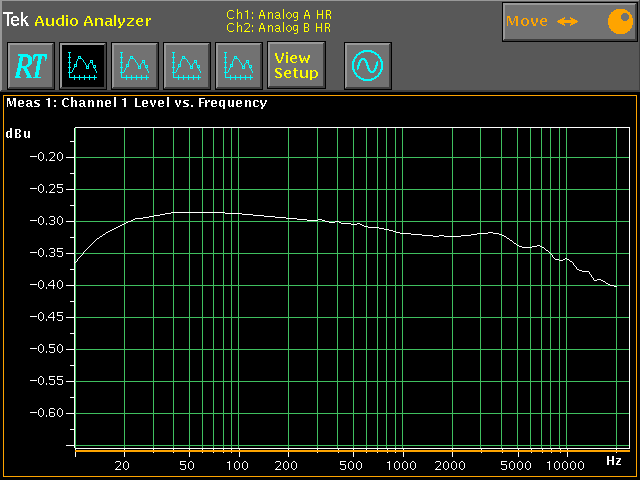 Tek Audio Analyzer
Ch1: Analog A HR
Ch2: Analog B HR
Move
RT
View
Setup
Meas 1: Channel 1 Level vs. Frequency
dBu
-0.20
-0.25
-0.30
-0.35
-0.40
-0.45
-0.50
-0.55
-0.60
20 50 100 200 500 1000 2000 5000 10000 Hz